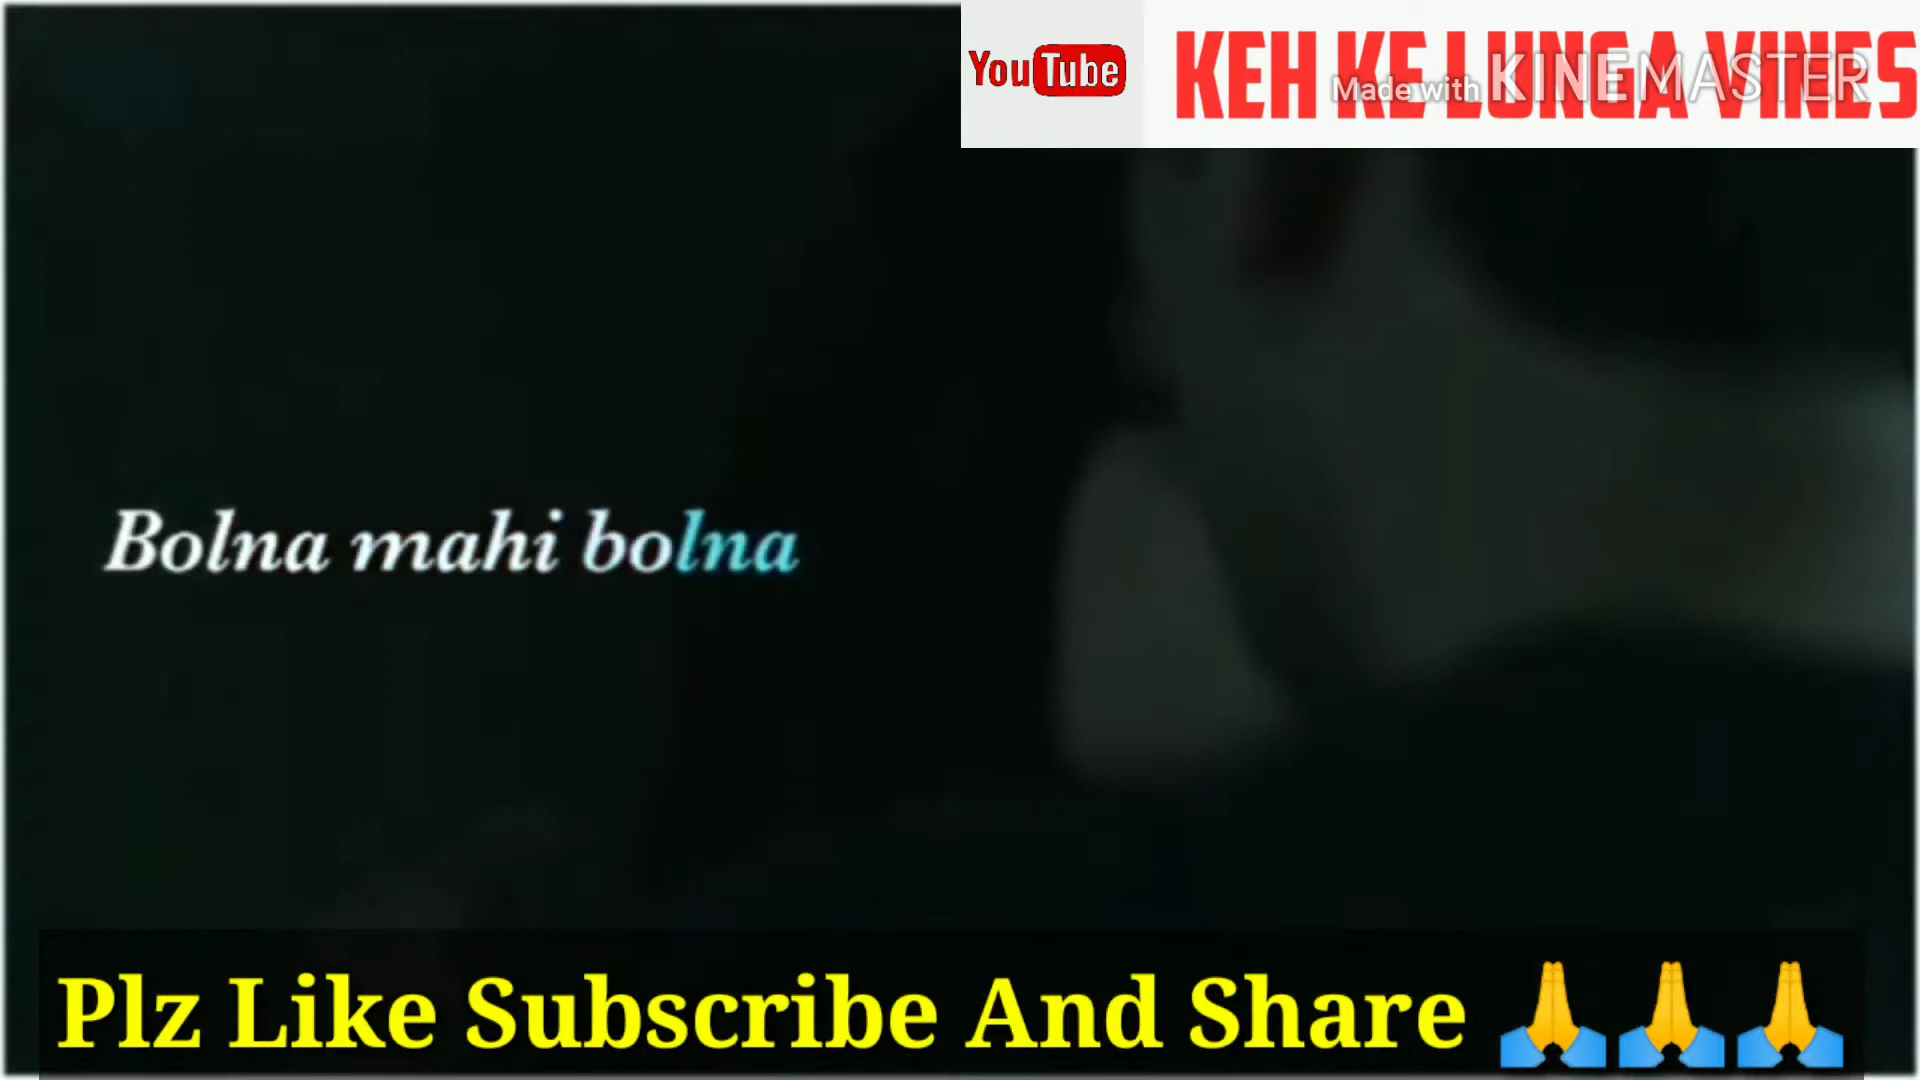 YouTube KEH KE LUNGA VINES
Made with KINEMASTER
Bolna mahi bolna
Plz Like Subscribe And Share 🙏🙏🙏